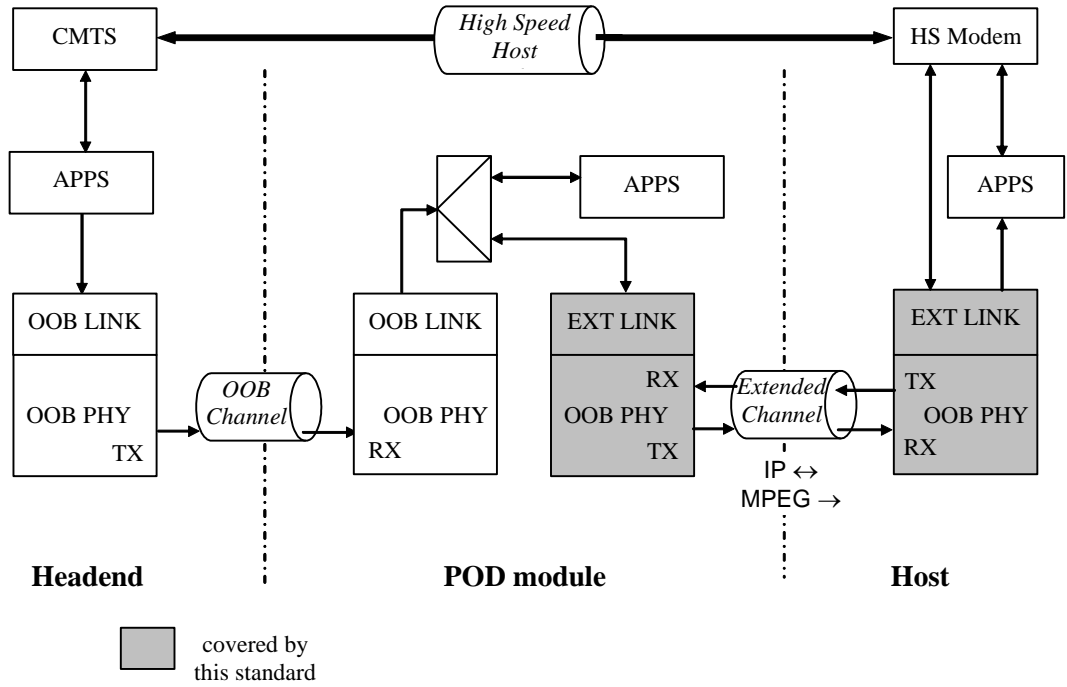 CMTS
High Speed
Host
HS Modem
APPS
APPS
APPS
OOB LINK
OOB LINK
EXT LINK
EXT LINK
OOB PHY
TX
OOB
Channel
OOB PHY
RX
RX
OOB PHY
TX
Extended
Channel
TX
OOB PHY
RX
IP ↔
MPEG →
Headend
POD module
Host
covered by
this standard